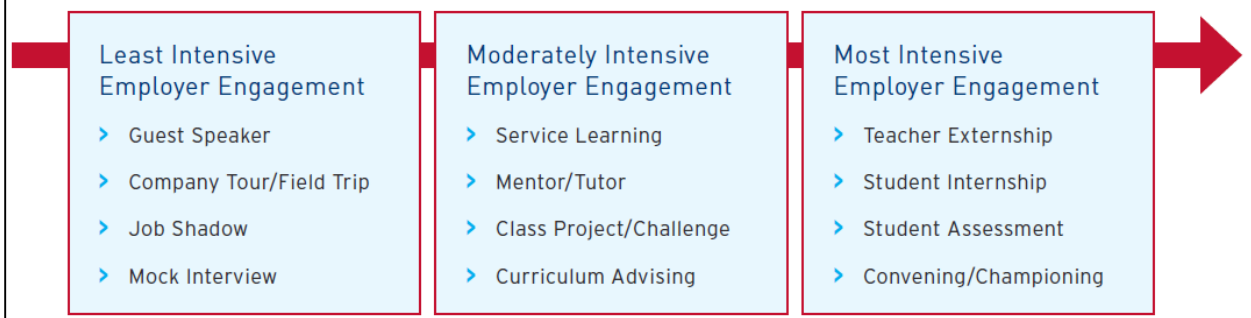 Least Intensive
Employer Engagement
> Guest Speaker
> Company Tour/Field Trip
> Job Shadow
> Mock Interview
Moderately Intensive
Employer Engagement
> Service Learning
> Mentor/Tutor
> Class Project/Challenge
> Curriculum Advising
Most Intensive
Employer Engagement
> Teacher Externship
> Student Internship
> Student Assessment
> Convening/Championing